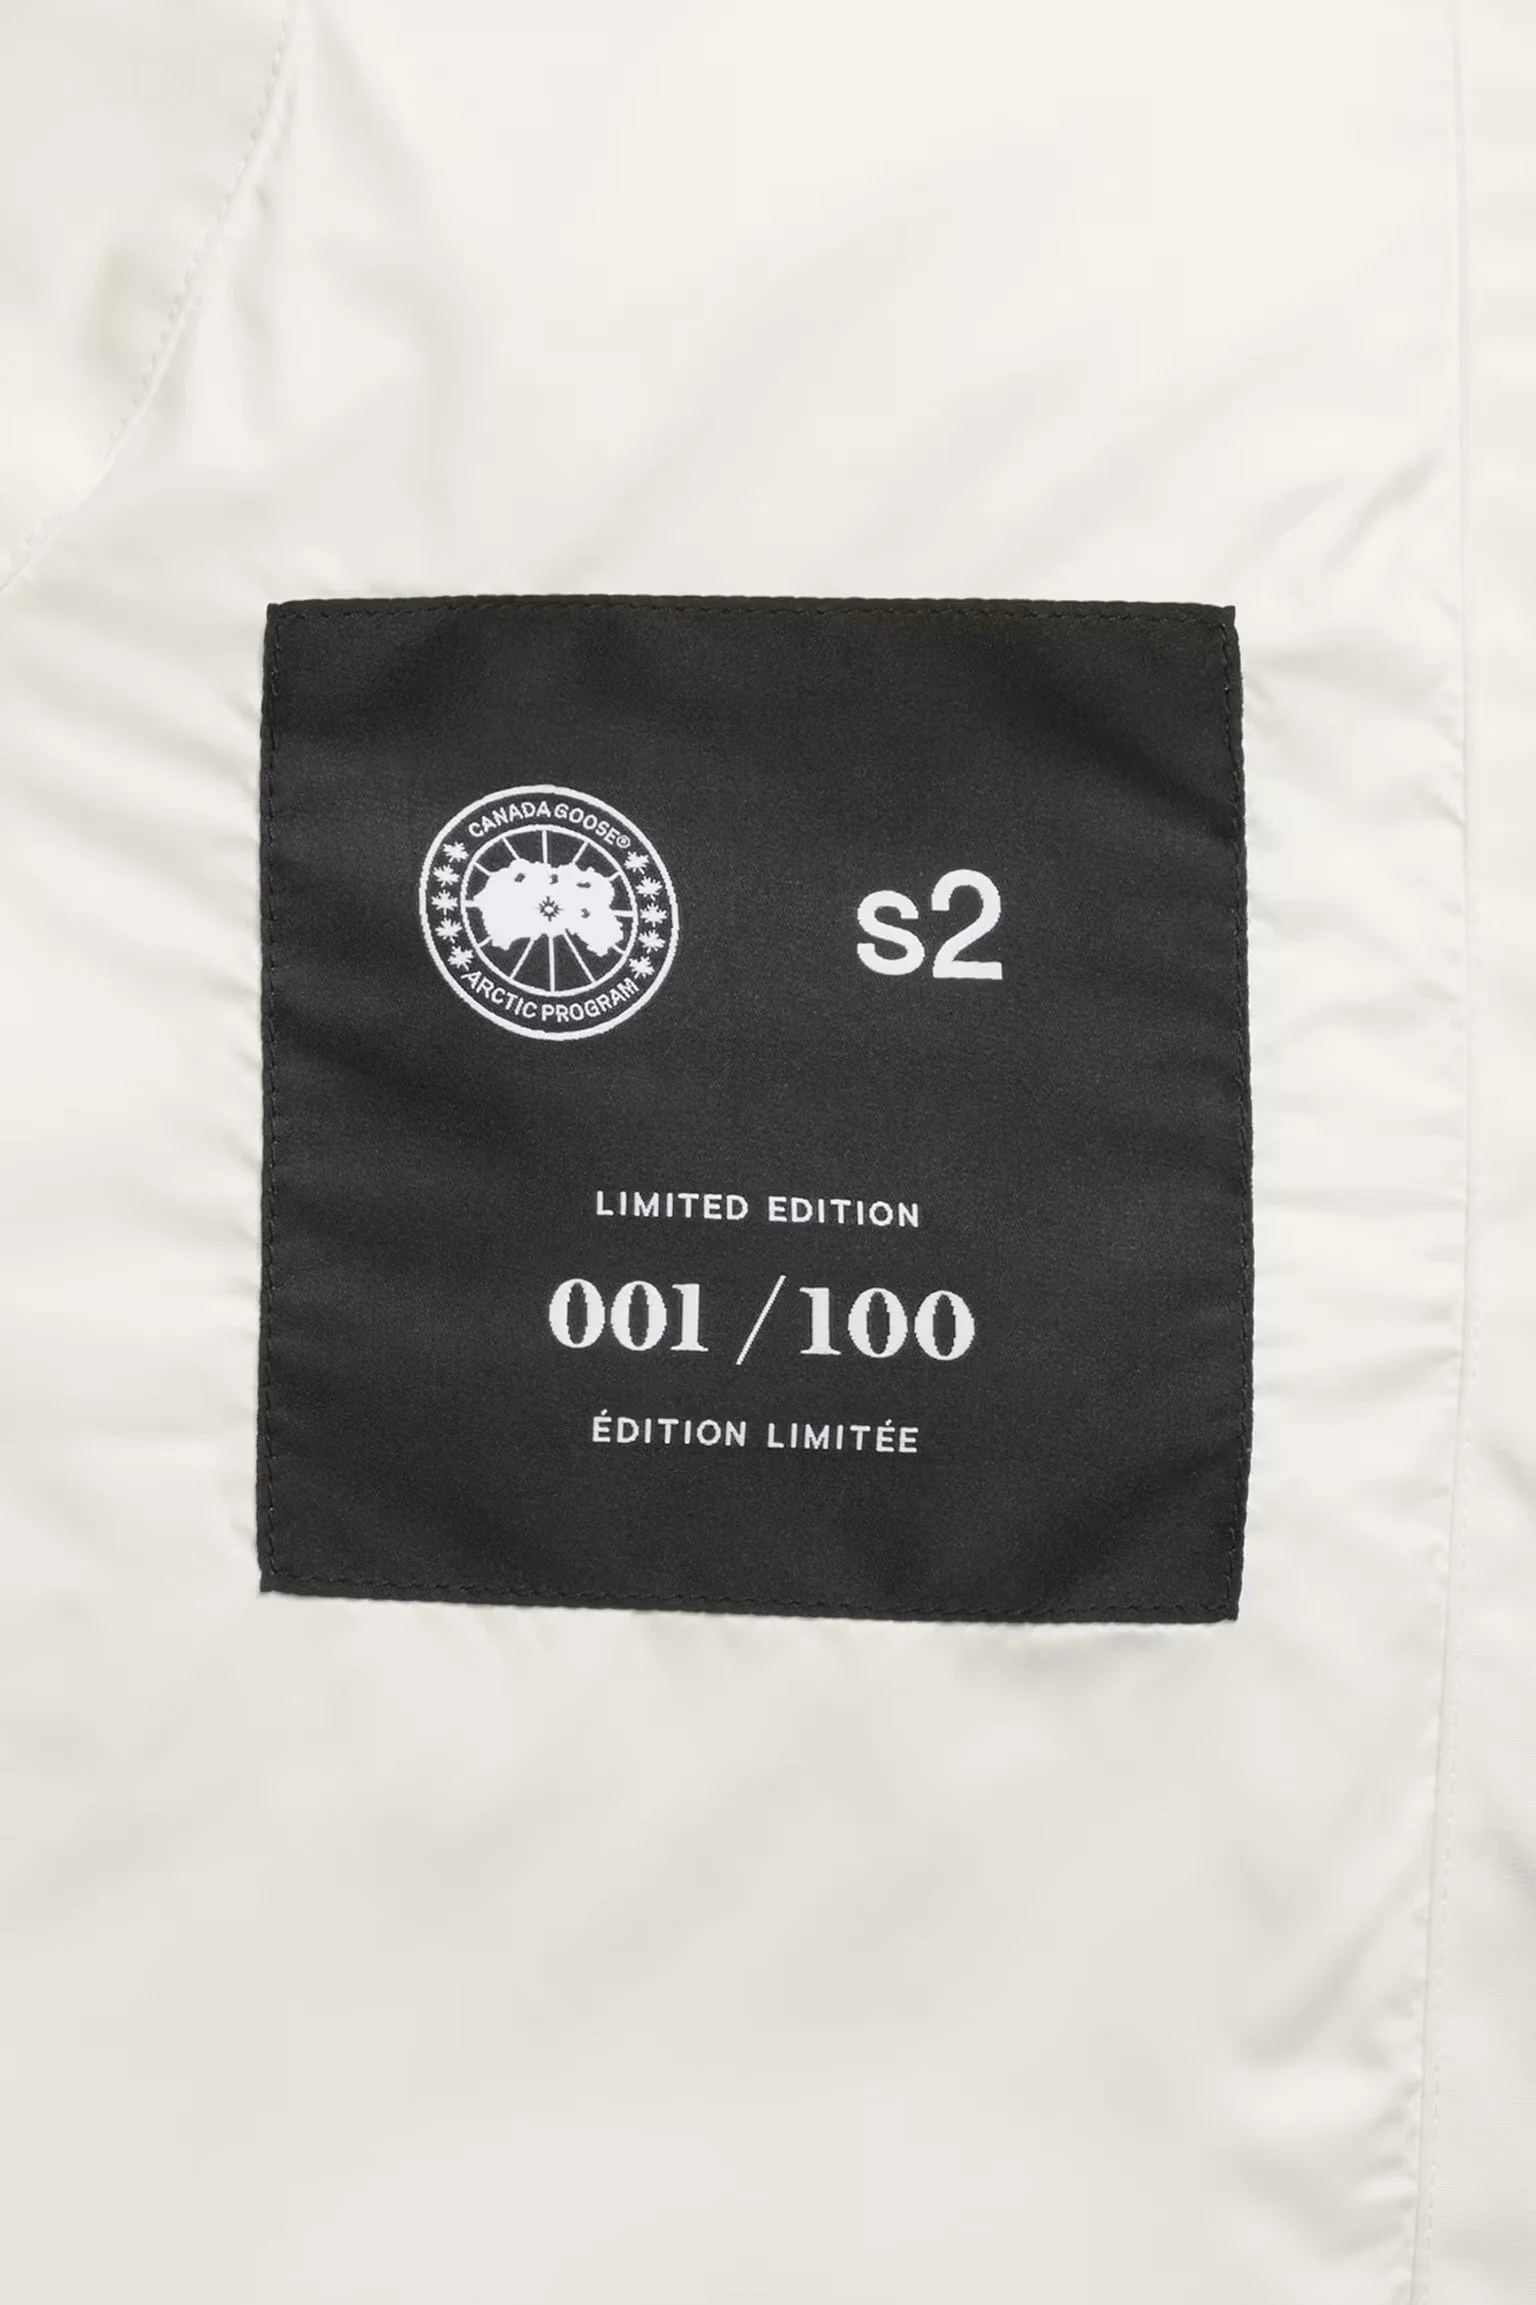 CANADA GOOSE®
ARCTIC PROGRAM
s2
LIMITED EDITION
001/100
ÉDITION LIMITÉE